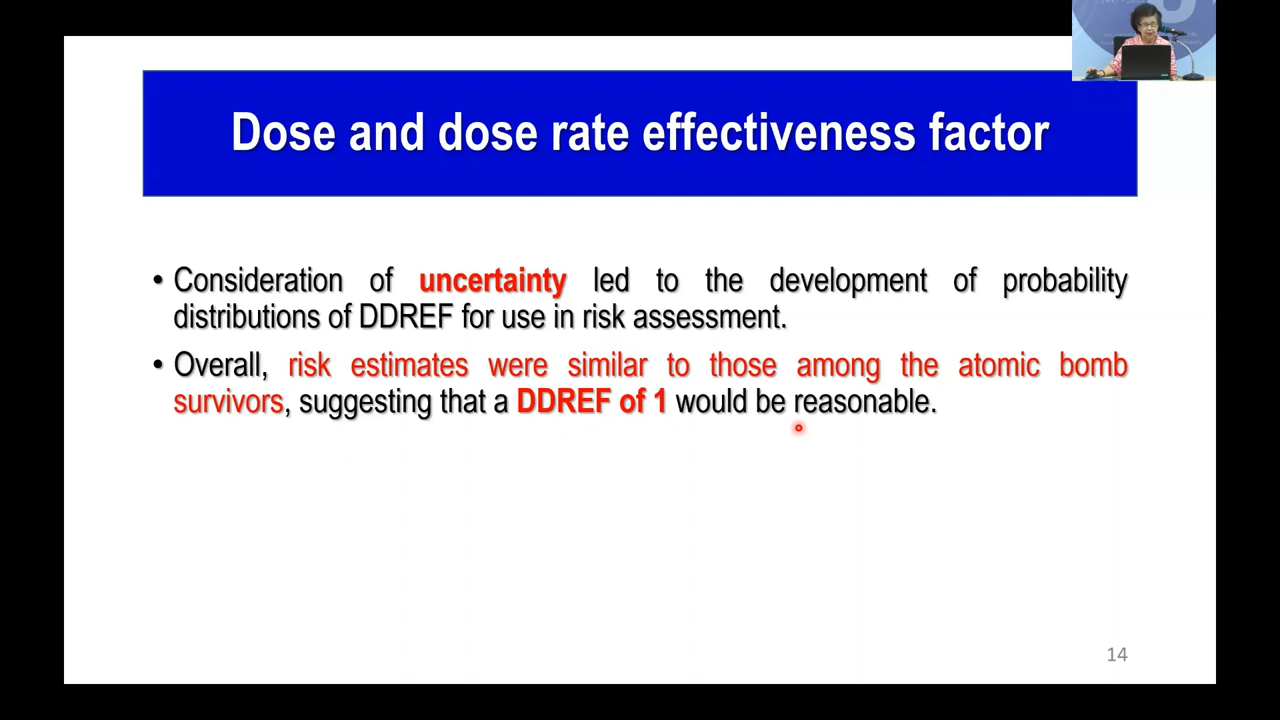 Dose and dose rate effectiveness factor
• Consideration of uncertainty led to the development of probability
distributions of DDREF for use in risk assessment.
• Overall, risk estimates were similar to those among the atomic bomb
survivors, suggesting that a DDREF of 1 would be reasonable.
14